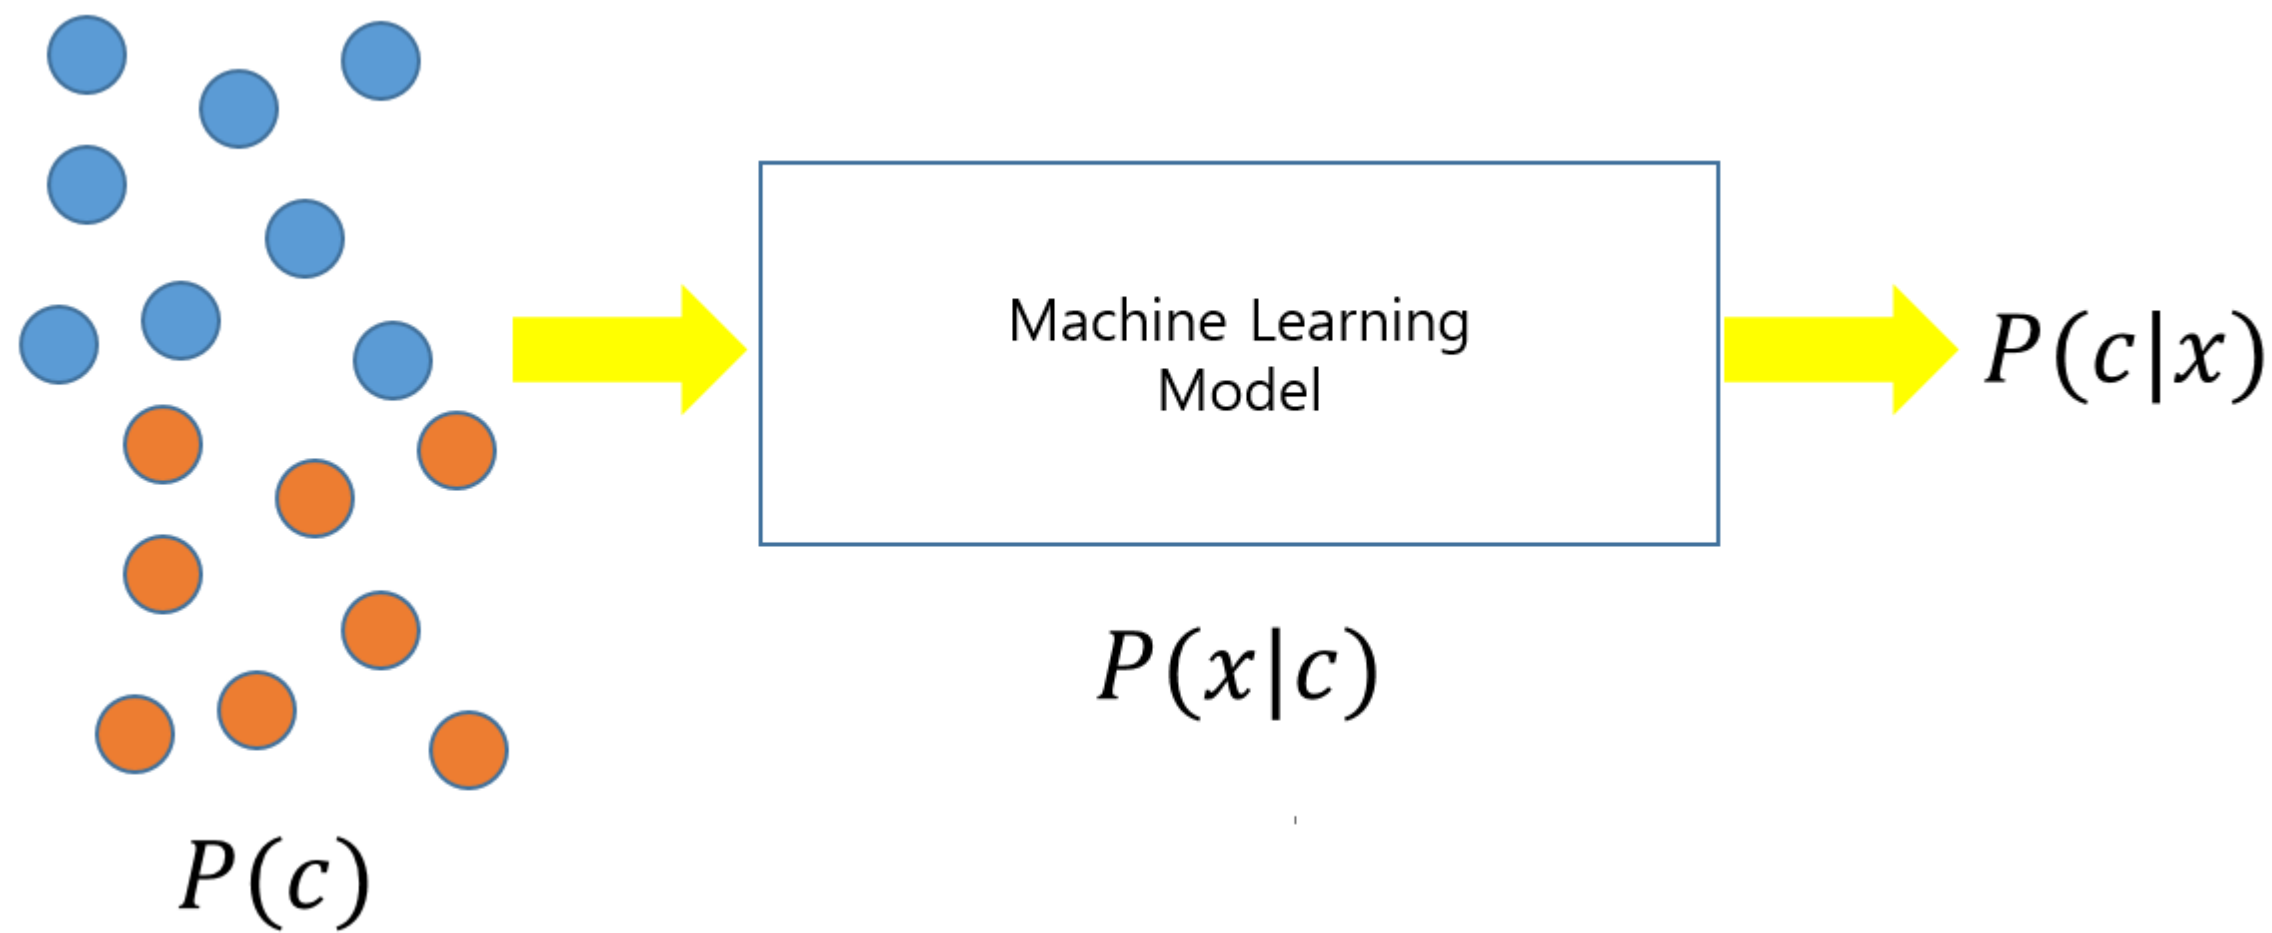 Machine Learning
Model
P(c|x)
P(x|c)
P(c)